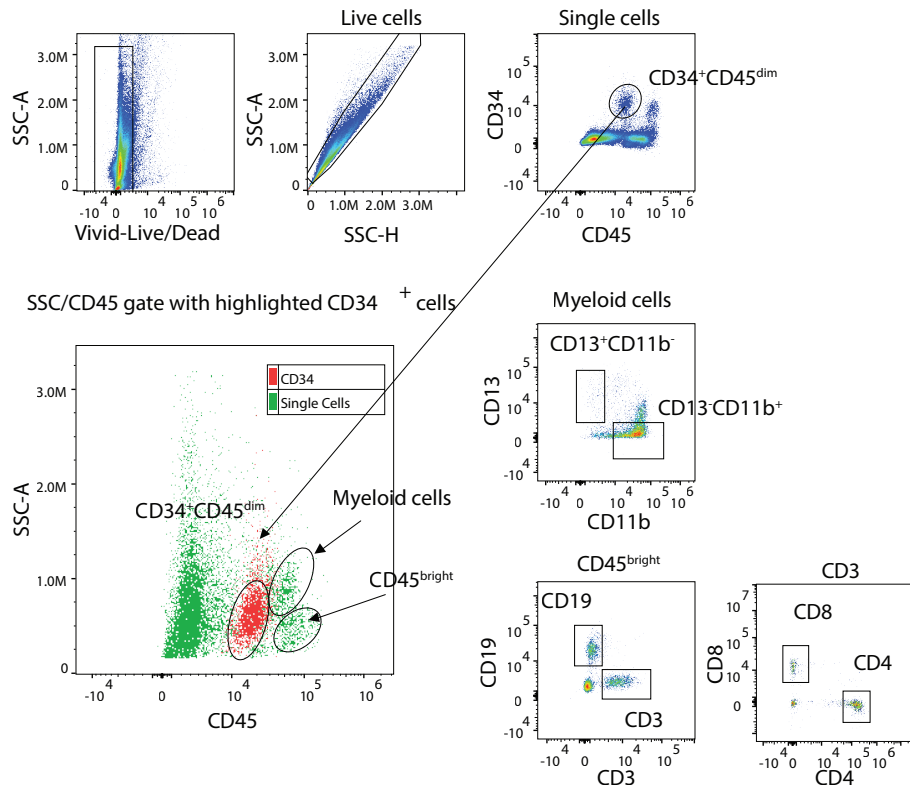 Live cells
Single cells
SSC-A
3.0M
2.0M
1.0M
0
-10 4 0 10 4 10 5 10 6
Vivid-Live/Dead
SSC-A
3.0M
2.0M
1.0M
0
0 1.0M 2.0M 3.0M
SSC-H
CD34
10 5
10 4
0
-10 4
-10 4 0 10 4 10 5 10 6
CD45
CD34+CD45dim
SSC/CD45 gate with highlighted CD34 + cells
SSC-A
3.0M
2.0M
1.0M
0
-10 4 0 10 4 10 5 10 6
CD45
CD34
Single Cells
CD34+CD45dim
Myeloid cells
CD45bright
Myeloid cells
CD13
10 5
10 4
0
-10 4
CD13+CD11b-
CD13-CD11b+
-10 4 0 10 4 10 5 10 6
CD11b
CD45bright
CD19
CD19
10 5
10 4
0
-10 4
CD3
-10 4 0 10 4 10 5 10 6
CD3
CD3
CD8
10 7
10 4
0
-10 4
CD8
CD4
-10 4 0 10 4 10 5 10 6
CD4